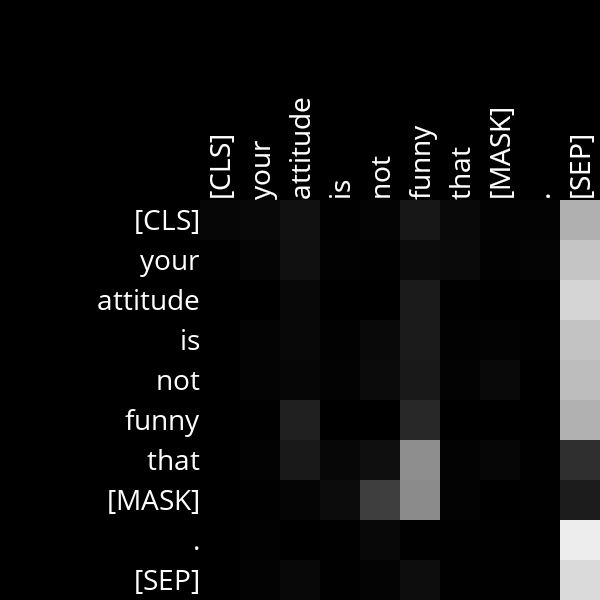 [CLS]
your
attitude
is
not
funny
that
[MASK]
.
[SEP]
[CLS]
your
attitude
is
not
funny
that
[MASK]
.
[SEP]